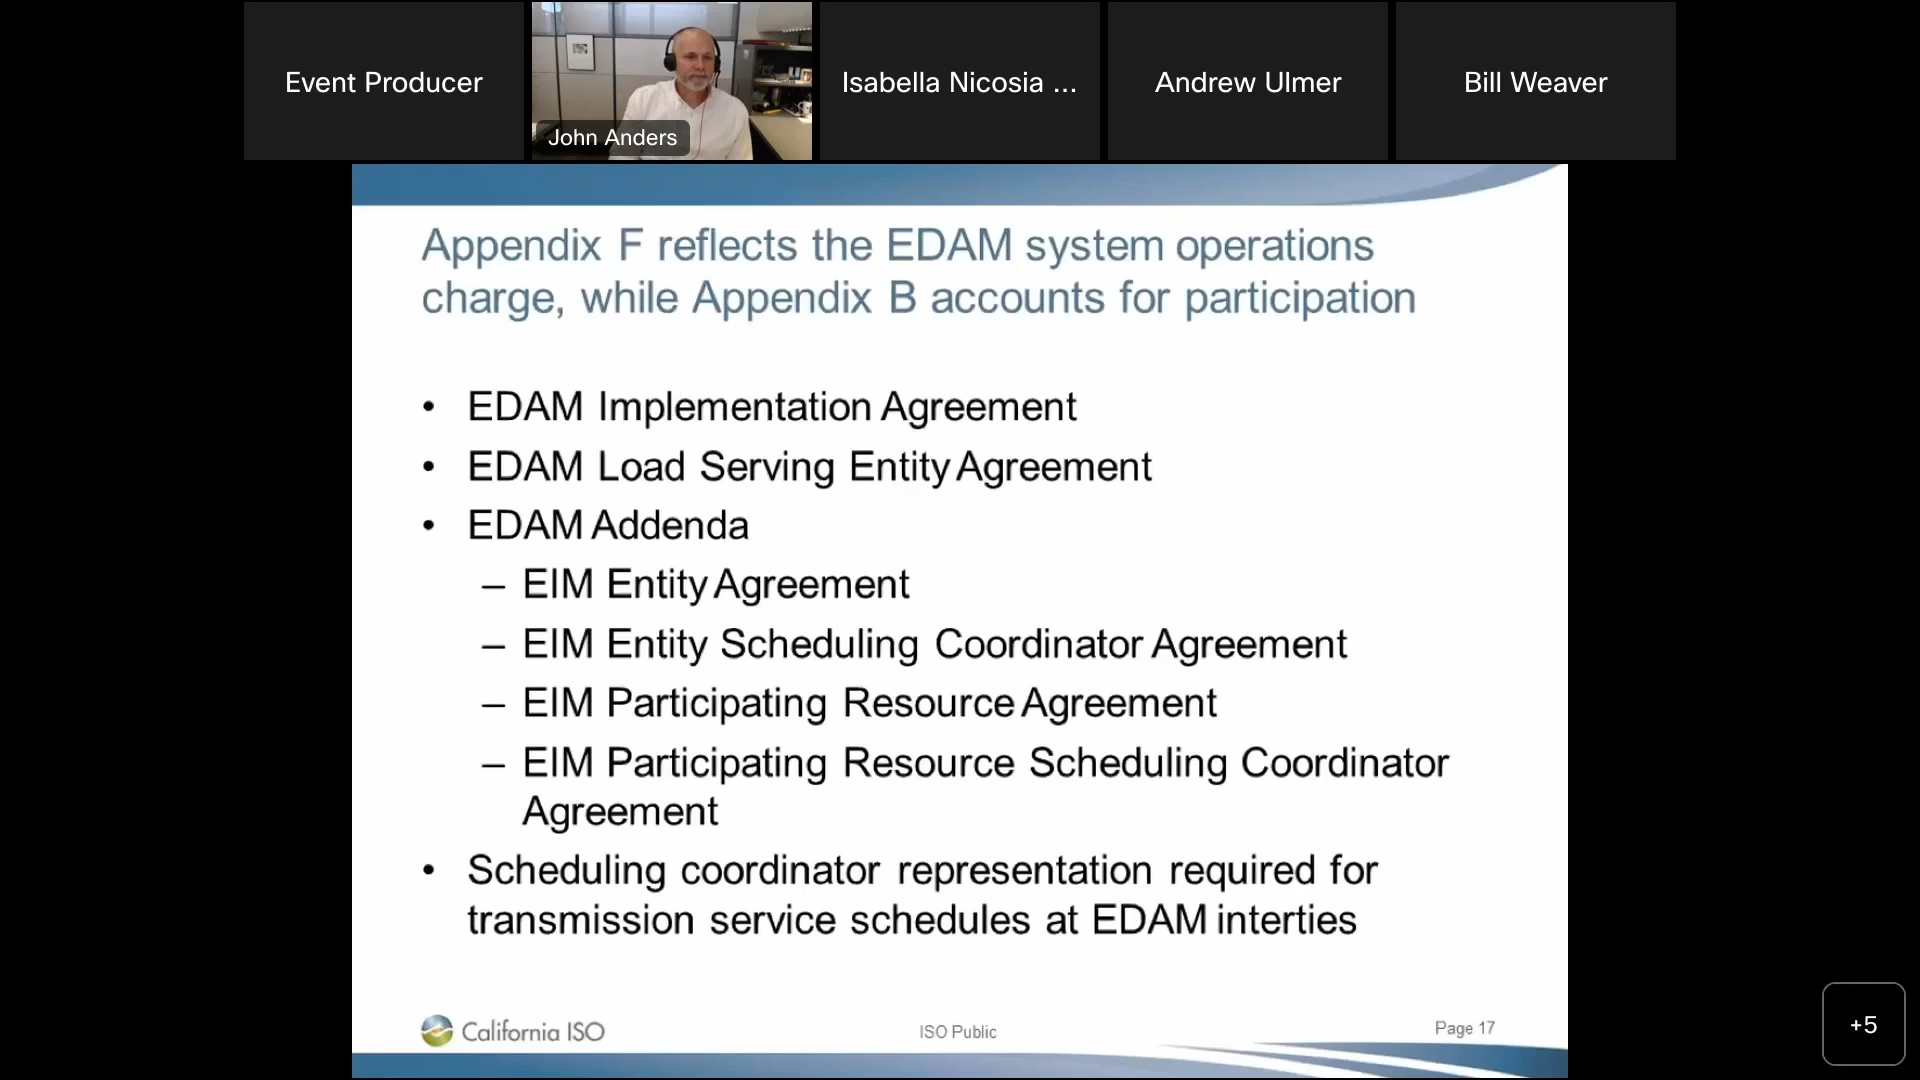 Event Producer
John Anders
Isabella Nicosia ...
Andrew Ulmer
Bill Weaver
Appendix F reflects the EDAM system operations
charge, while Appendix B accounts for participation
• EDAM Implementation Agreement
• EDAM Load Serving Entity Agreement
• EDAM Addenda
– EIM Entity Agreement
– EIM Entity Scheduling Coordinator Agreement
– EIM Participating Resource Agreement
– EIM Participating Resource Scheduling Coordinator
Agreement
• Scheduling coordinator representation required for
transmission service schedules at EDAM interties
California ISO
ISO Public
Page 17
+5